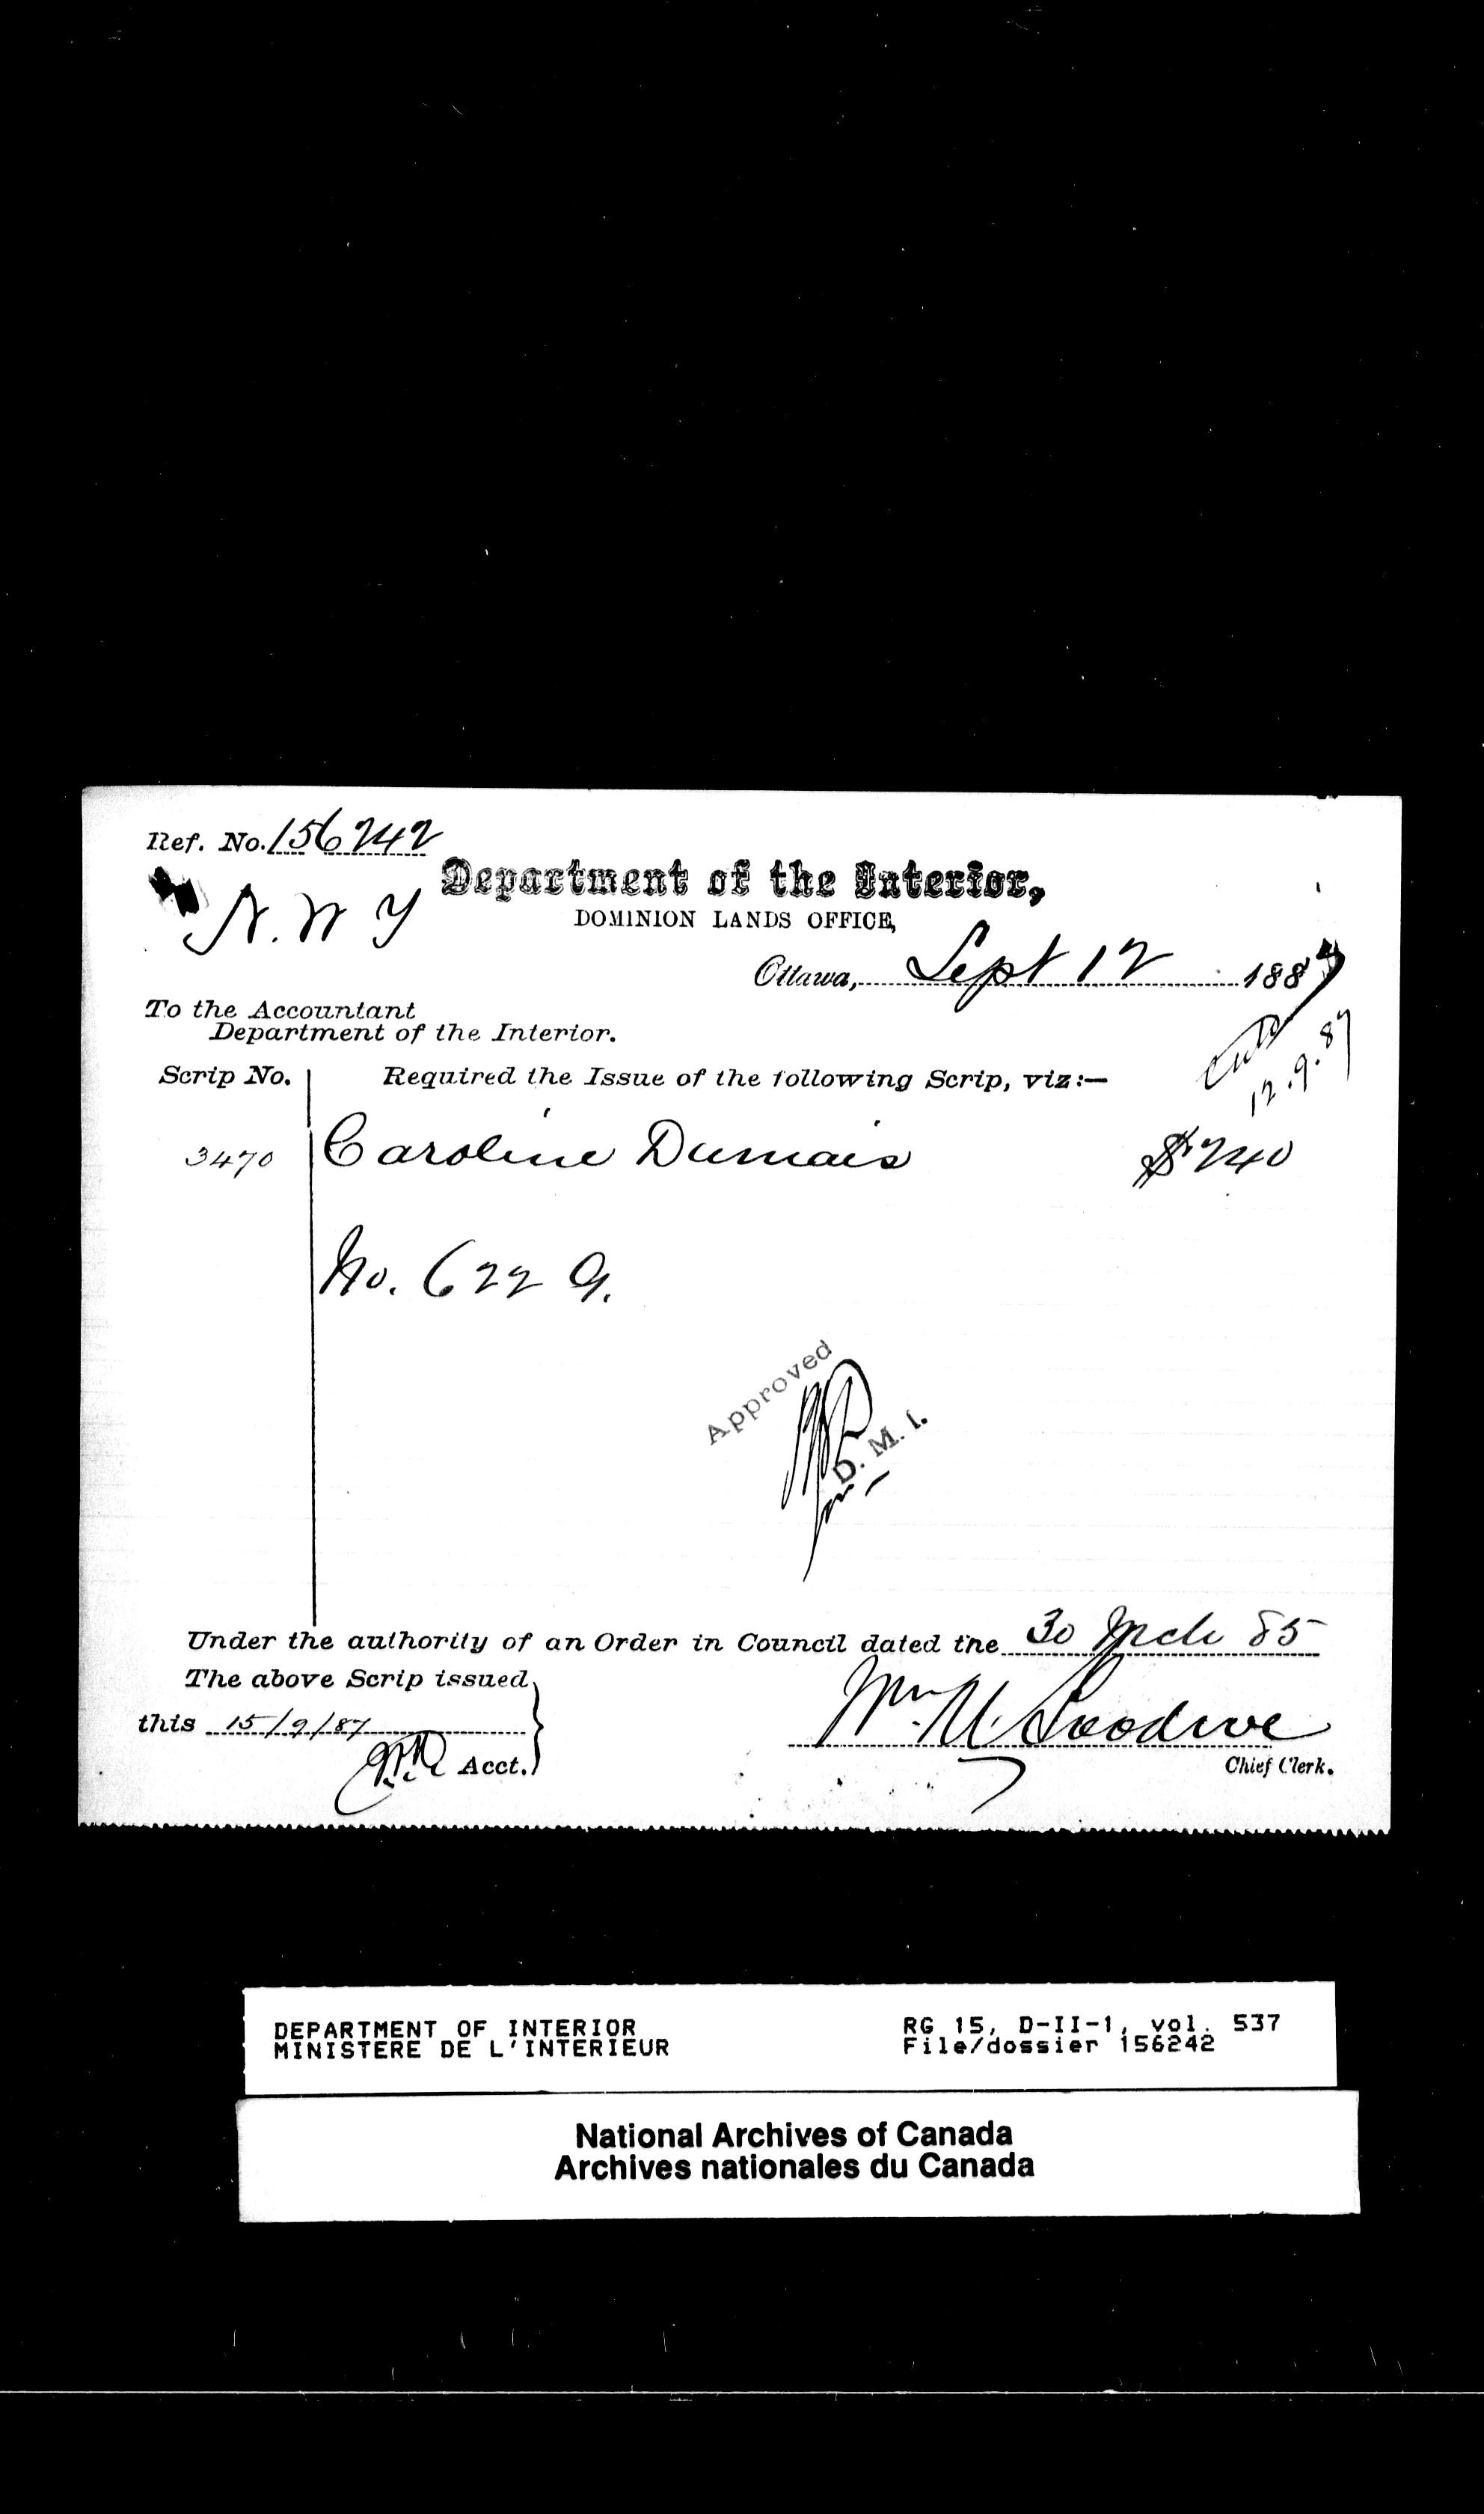 Ref. No. 156242
Department of the Interior,
N. W. T
DOMINION LANDS OFFICE,
Ottawa, Sept 12 1887
To the Accountant
Department of the Interior.
12.9.87
Scrip No. Required the Issue of the following Scrip, viz:—
3470 Caroline Dumais $240
No. 622 G.
Approved
D. M. I.
Under the authority of an Order in Council dated the 30 Mch 85
The above Scrip issued
this 15/9/87
Wm. M. Goodeve
Acct.
Chief Clerk.
DEPARTMENT OF INTERIOR RG 15, D-II-1, vol. 537
MINISTERE DE L'INTERIEUR File/dossier 156242
National Archives of Canada
Archives nationales du Canada